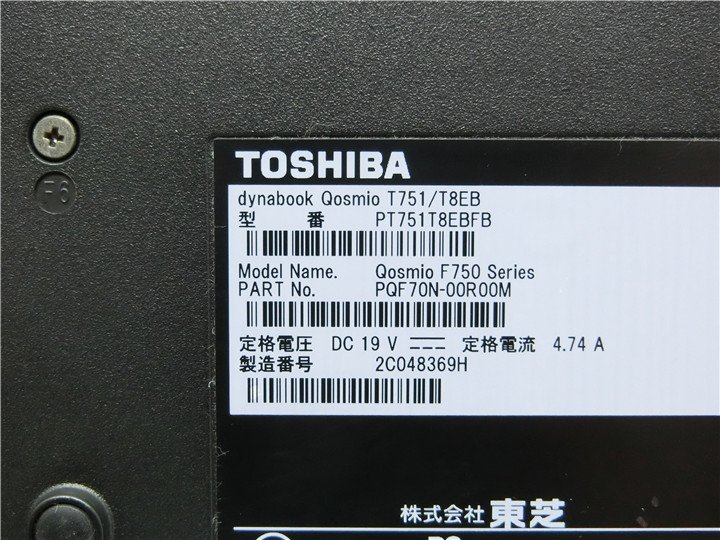 F6
TOSHIBA
dynabook Qosmio T751/T8EB
型 番 PT751T8EBFB
Model Name. Qosmio F750 Series
PART No. PQF70N-00R00M
定格電圧 DC 19 V 定格電流 4.74 A
製造番号 2C048369H
株式会社 東芝